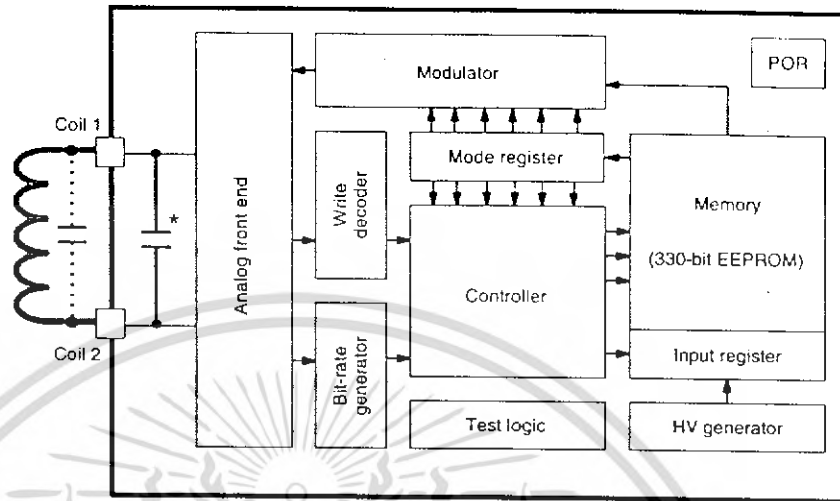 POR
Modulator
Coil 1
Mode register
Write
decoder
Memory
(330-bit EEPROM)
*
Analog front end
Controller
Coil 2
Bit-rate
generator
Input register
Test logic
HV generator